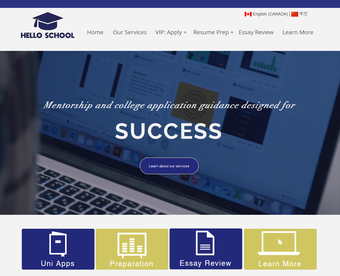 English (CANADA) | 中文
HELLO SCHOOL
Home Our Services VIP: Apply + Resume Prep + Essay Review Learn More
Mentorship and college application guidance designed for
SUCCESS
Learn about our services
Uni Apps Preparation Essay Review Learn More